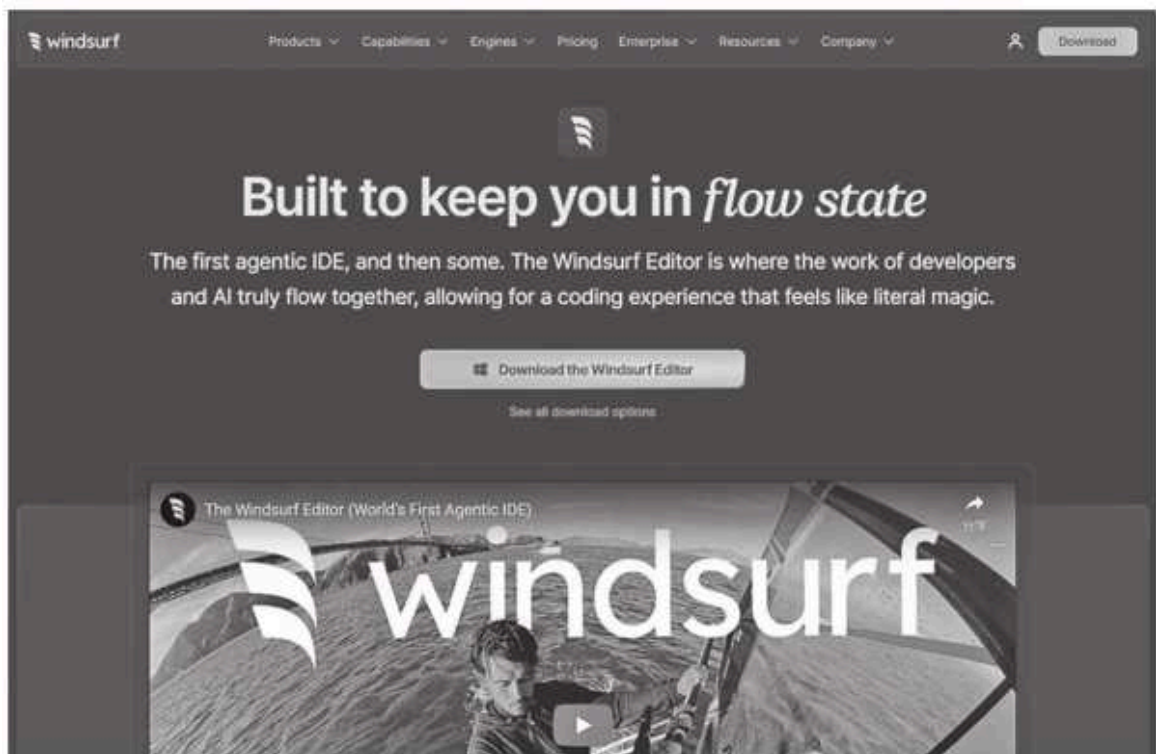 windsurf
Products Capabilities Engines Pricing Enterprise Resources Company
Download
Built to keep you in flow state
The first agentic IDE, and then some. The Windsurf Editor is where the work of developers
and AI truly flow together, allowing for a coding experience that feels like literal magic.
Download the Windsurf Editor
See all download options
The Windsurf Editor (World's First Agentic IDE)
windsurf